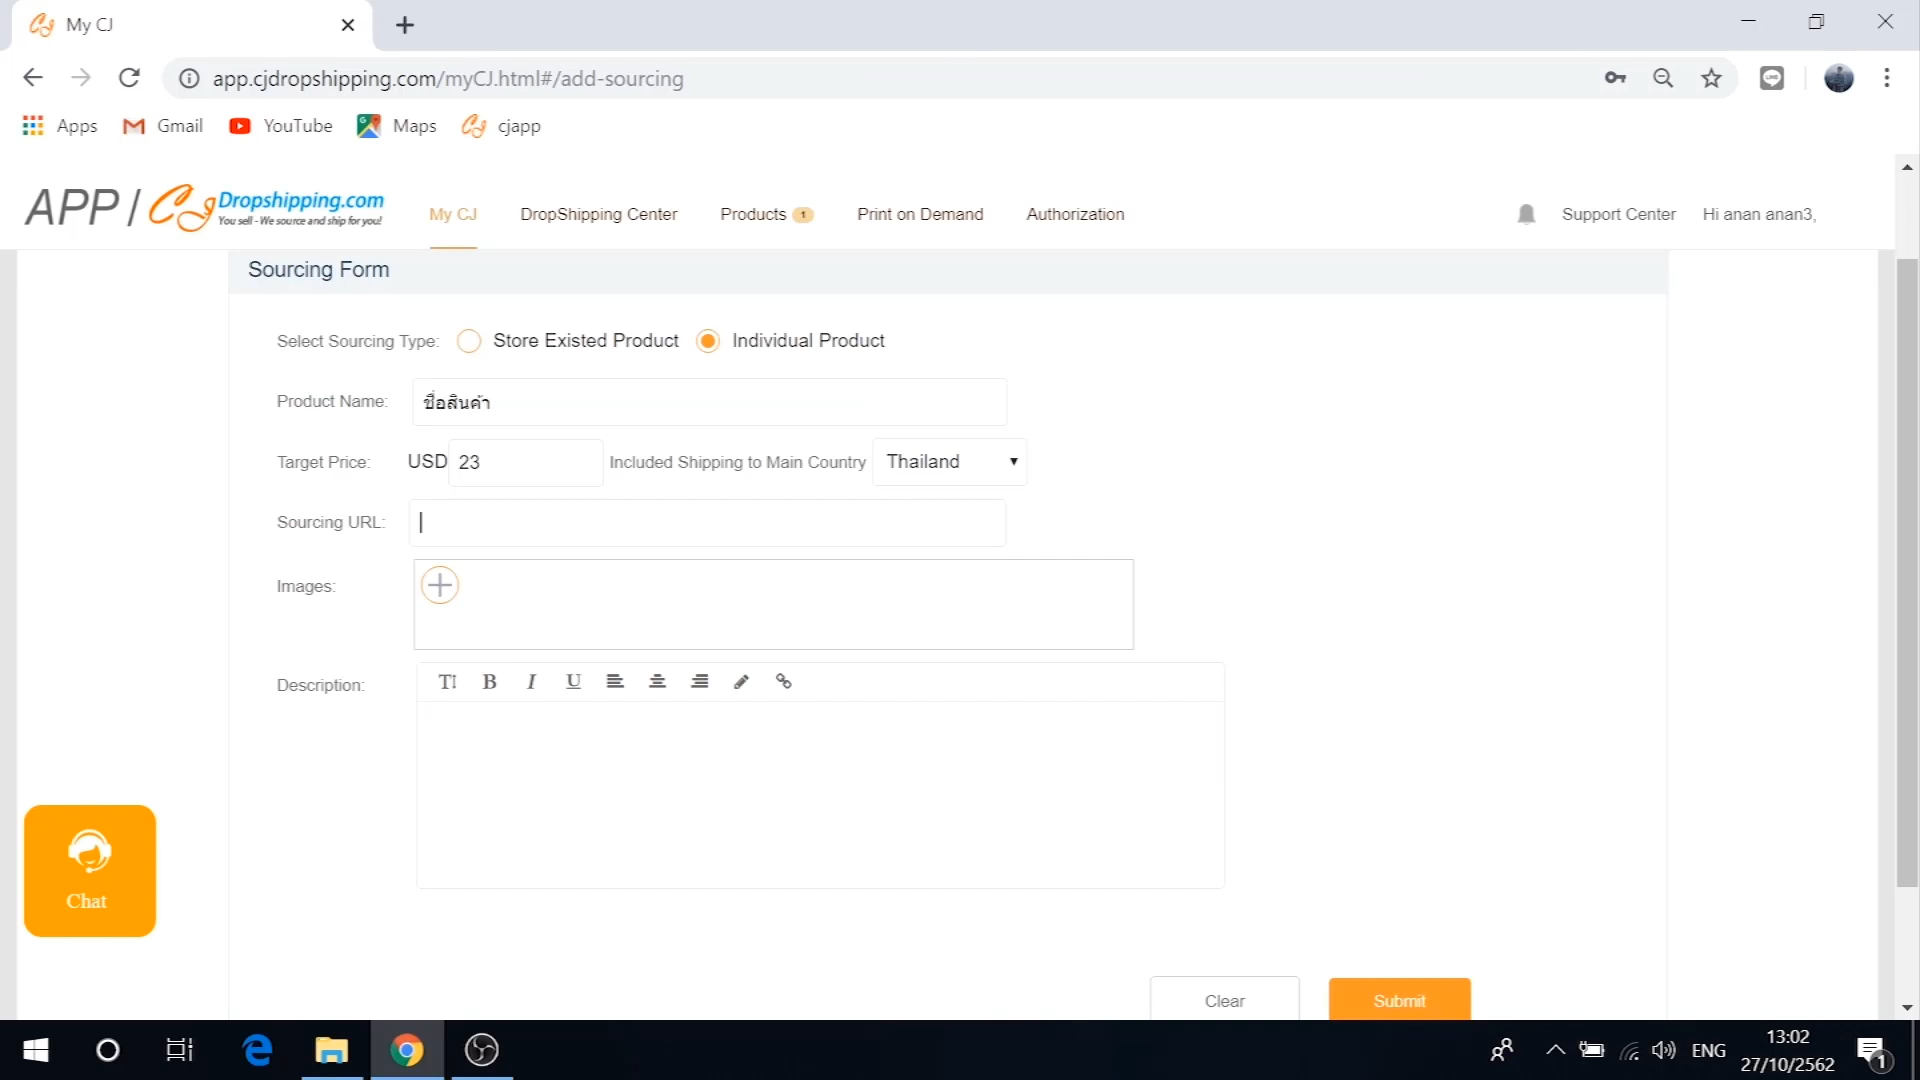 My CJ
app.cjdropshipping.com/myCJ.html#/add-sourcing
Apps Gmail YouTube Maps cjapp
APP / CJ Dropshipping.com
You sell - We source and ship for you!
My CJ DropShipping Center Products 1 Print on Demand Authorization Support Center Hi anan anan3,
Sourcing Form
Select Sourcing Type: Store Existed Product Individual Product
Product Name: ชื่อสินค้า
Target Price: USD 23 Included Shipping to Main Country Thailand
Sourcing URL:
Images:
Description: TI B I U
Chat
Clear Submit
ENG 13:02
27/10/2562
1